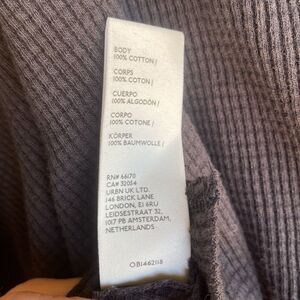 BODY
100% COTTON /
CORPS
100% COTON /
CUERPO
100% ALGODÓN /
CORPO
100% COTONE /
KÖRPER
100% BAUMWOLLE /
RN# 66170
CA# 32054
URBN UK LTD.
146 BRICK LANE
LONDON, E1 6RU
LEIDSESTRAAT 32,
1017 PB AMSTERDAM,
NETHERLANDS
OB1462118